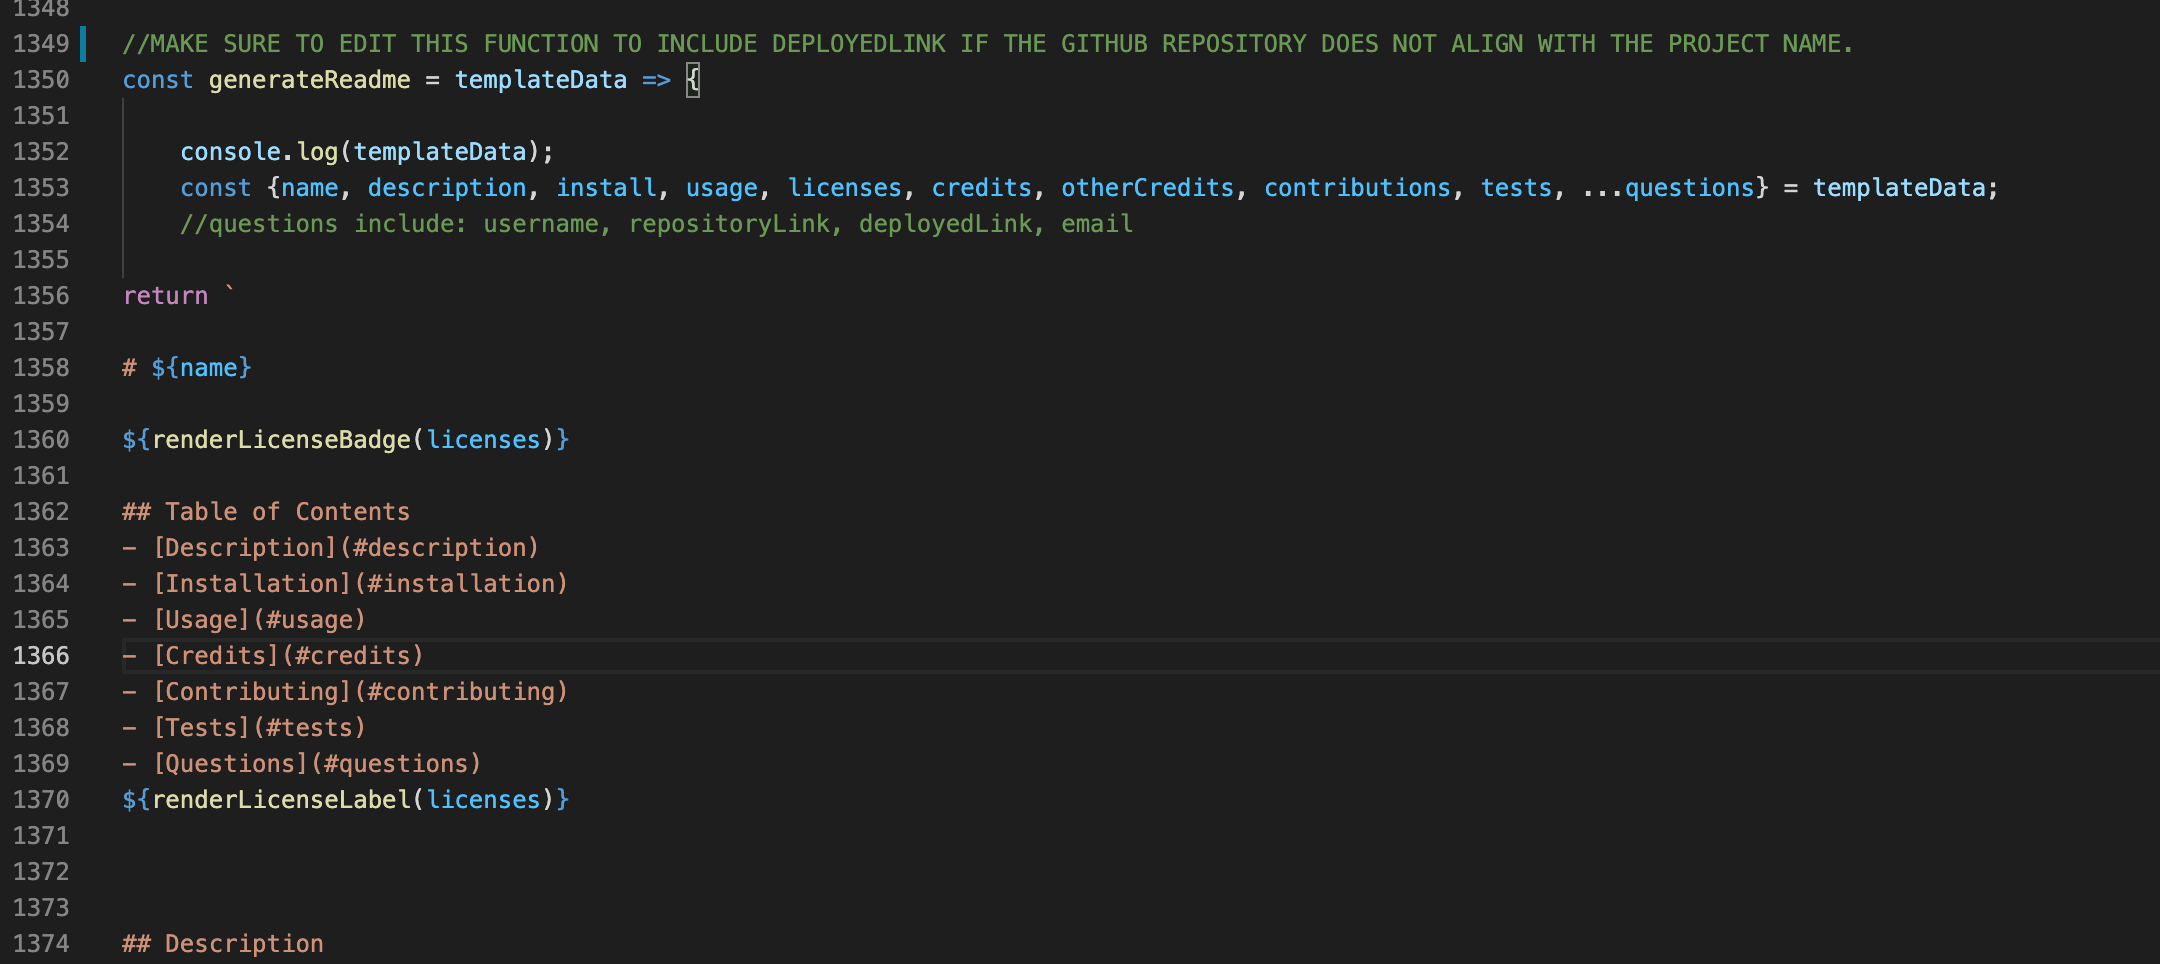 1348
1349 //MAKE SURE TO EDIT THIS FUNCTION TO INCLUDE DEPLOYEDLINK IF THE GITHUB REPOSITORY DOES NOT ALIGN WITH THE PROJECT NAME.
1350 const generateReadme = templateData => {
1351
1352     console.log(templateData);
1353     const {name, description, install, usage, licenses, credits, otherCredits, contributions, tests, ...questions} = templateData;
1354     //questions include: username, repositoryLink, deployedLink, email
1355
1356 return `
1357
1358 # ${name}
1359
1360 ${renderLicenseBadge(licenses)}
1361
1362 ## Table of Contents
1363 - [Description](#description)
1364 - [Installation](#installation)
1365 - [Usage](#usage)
1366 - [Credits](#credits)
1367 - [Contributing](#contributing)
1368 - [Tests](#tests)
1369 - [Questions](#questions)
1370 ${renderLicenseLabel(licenses)}
1371
1372
1373
1374 ## Description